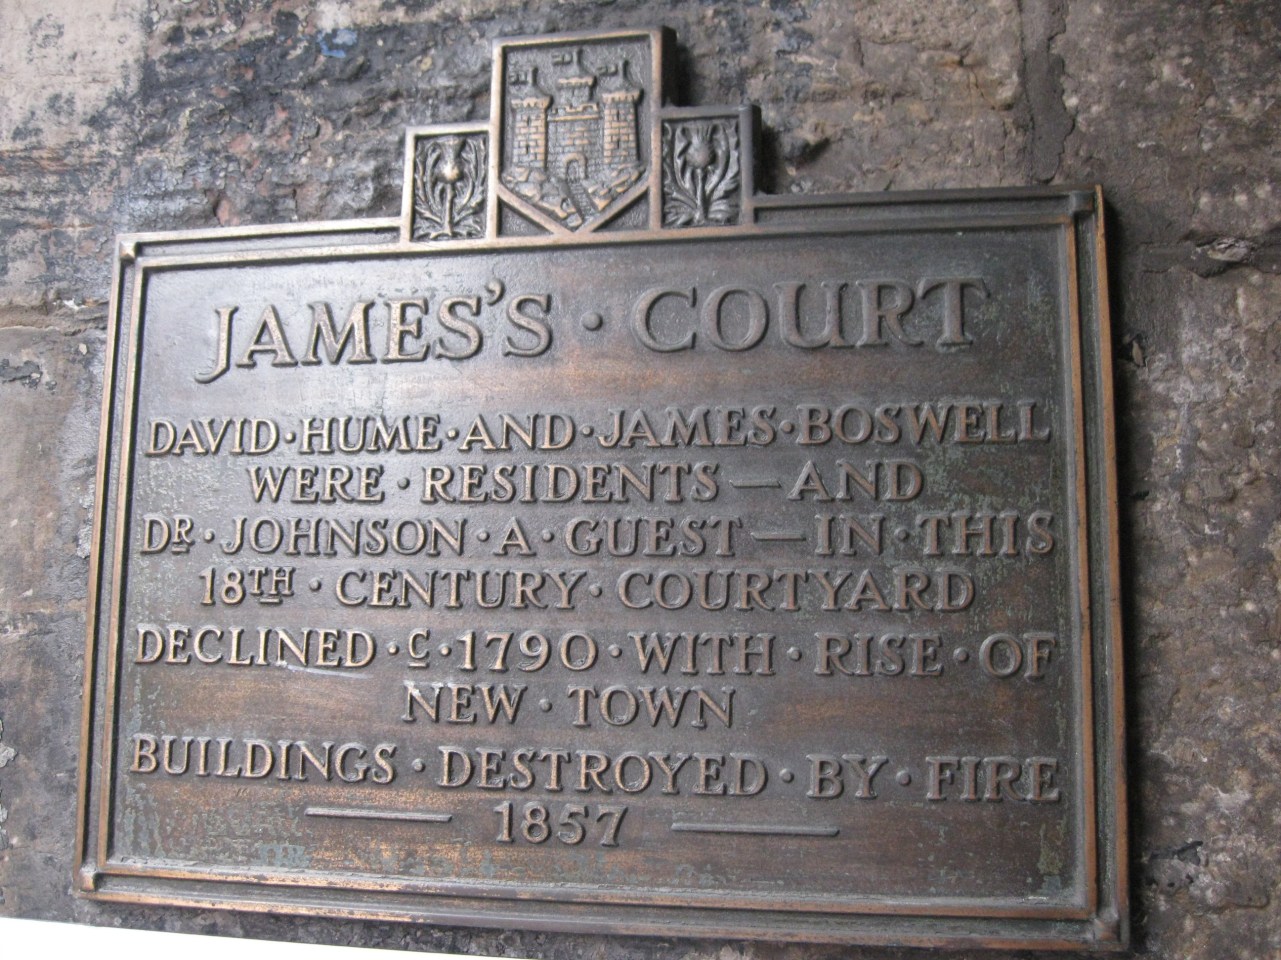 JAMES'S · COURT
DAVID · HUME · AND · JAMES · BOSWELL
WERE · RESIDENTS — AND
DR · JOHNSON · A · GUEST — IN · THIS
18TH · CENTURY · COURTYARD
DECLINED · C · 1790 · WITH · RISE · OF
NEW · TOWN
BUILDINGS · DESTROYED · BY · FIRE
— 1857 —